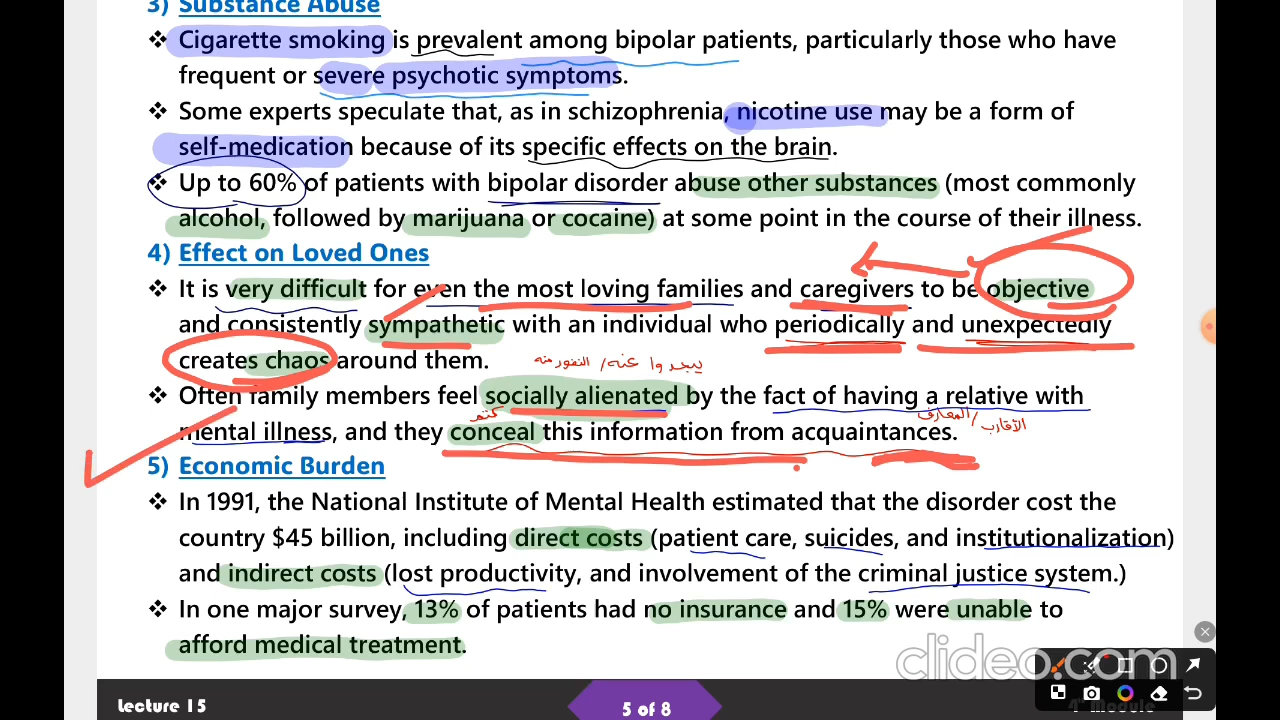 3) Substance Abuse
❖ Cigarette smoking is prevalent among bipolar patients, particularly those who have
frequent or severe psychotic symptoms.
❖ Some experts speculate that, as in schizophrenia, nicotine use may be a form of
self-medication because of its specific effects on the brain.
❖ Up to 60% of patients with bipolar disorder abuse other substances (most commonly
alcohol, followed by marijuana or cocaine) at some point in the course of their illness.
4) Effect on Loved Ones
❖ It is very difficult for even the most loving families and caregivers to be objective
and consistently sympathetic with an individual who periodically and unexpectedly
creates chaos around them.
النفور منه / يبعدوا عنه
❖ Often family members feel socially alienated by the fact of having a relative with
كتم
الأقارب / المعارف
mental illness, and they conceal this information from acquaintances.
5) Economic Burden
❖ In 1991, the National Institute of Mental Health estimated that the disorder cost the
country $45 billion, including direct costs (patient care, suicides, and institutionalization)
and indirect costs (lost productivity, and involvement of the criminal justice system.)
❖ In one major survey, 13% of patients had no insurance and 15% were unable to
afford medical treatment.
clideo.com
Lecture 15
5 of 8
Module